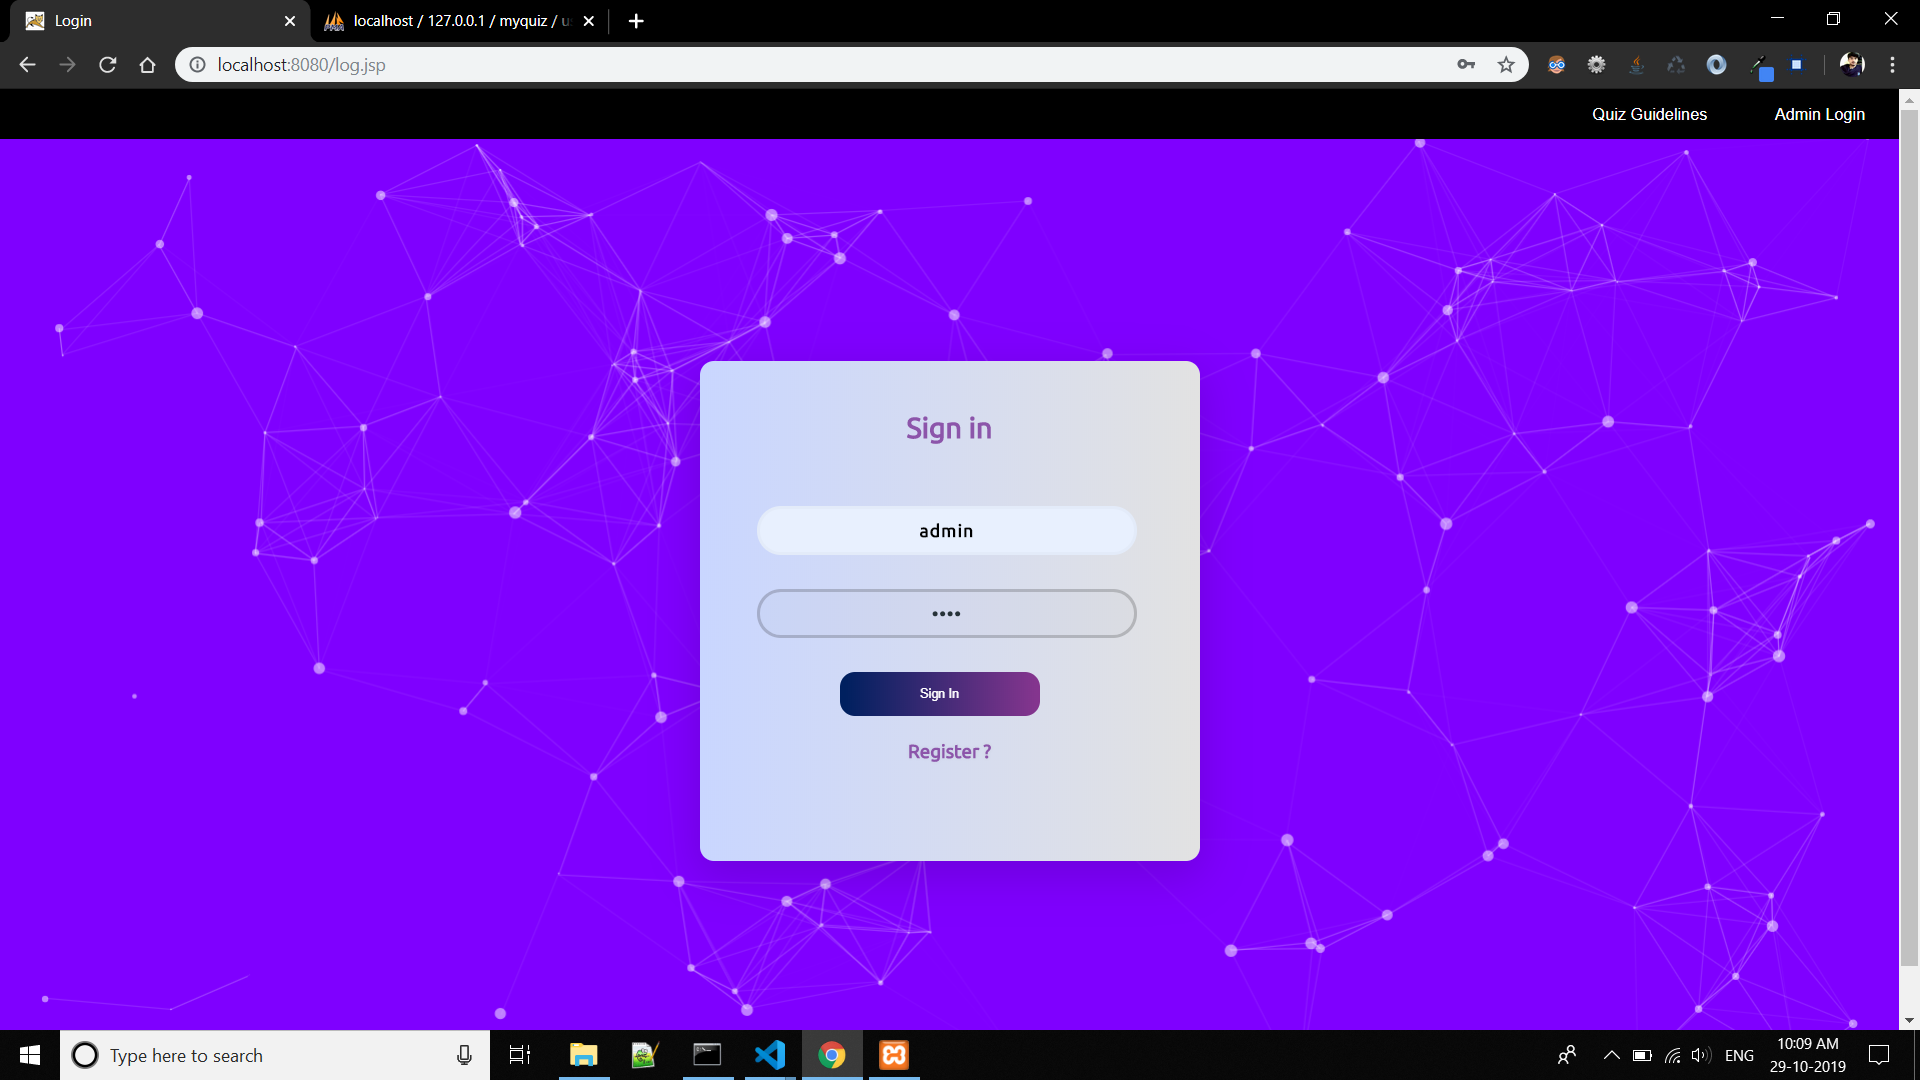 Login
localhost / 127.0.0.1 / myquiz /
localhost:8080/log.jsp
Quiz Guidelines
Admin Login
Sign in
admin
••••
Sign In
Register ?
Type here to search
ENG
10:09 AM
29-10-2019